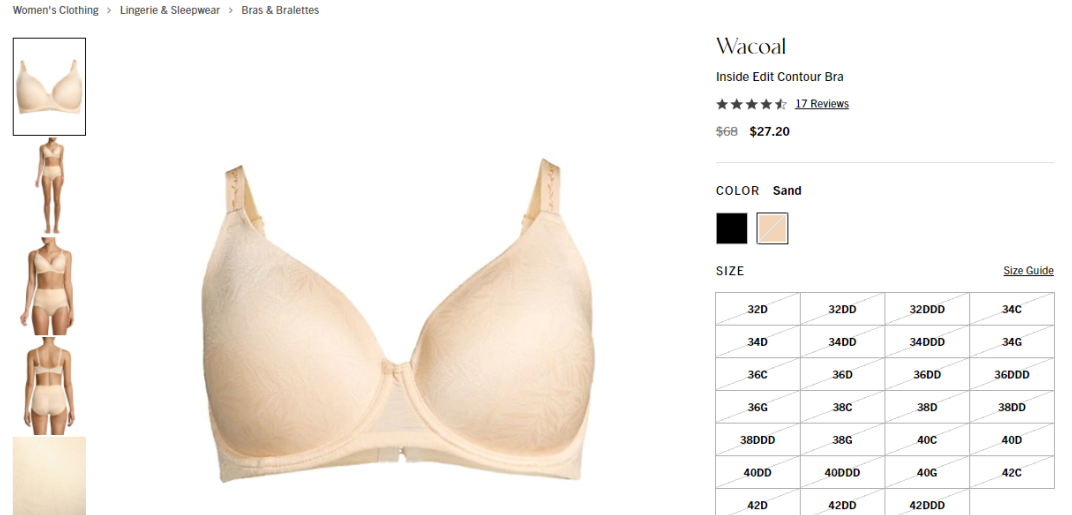 Women's Clothing > Lingerie & Sleepwear > Bras & Bralettes
Wacoal
Inside Edit Contour Bra
17 Reviews
$68 $27.20
COLOR Sand
SIZE Size Guide
32D 32DD 32DDD 34C
34D 34DD 34DDD 34G
36C 36D 36DD 36DDD
36G 38C 38D 38DD
38DDD 38G 40C 40D
40DD 40DDD 40G 42C
42D 42DD 42DDD